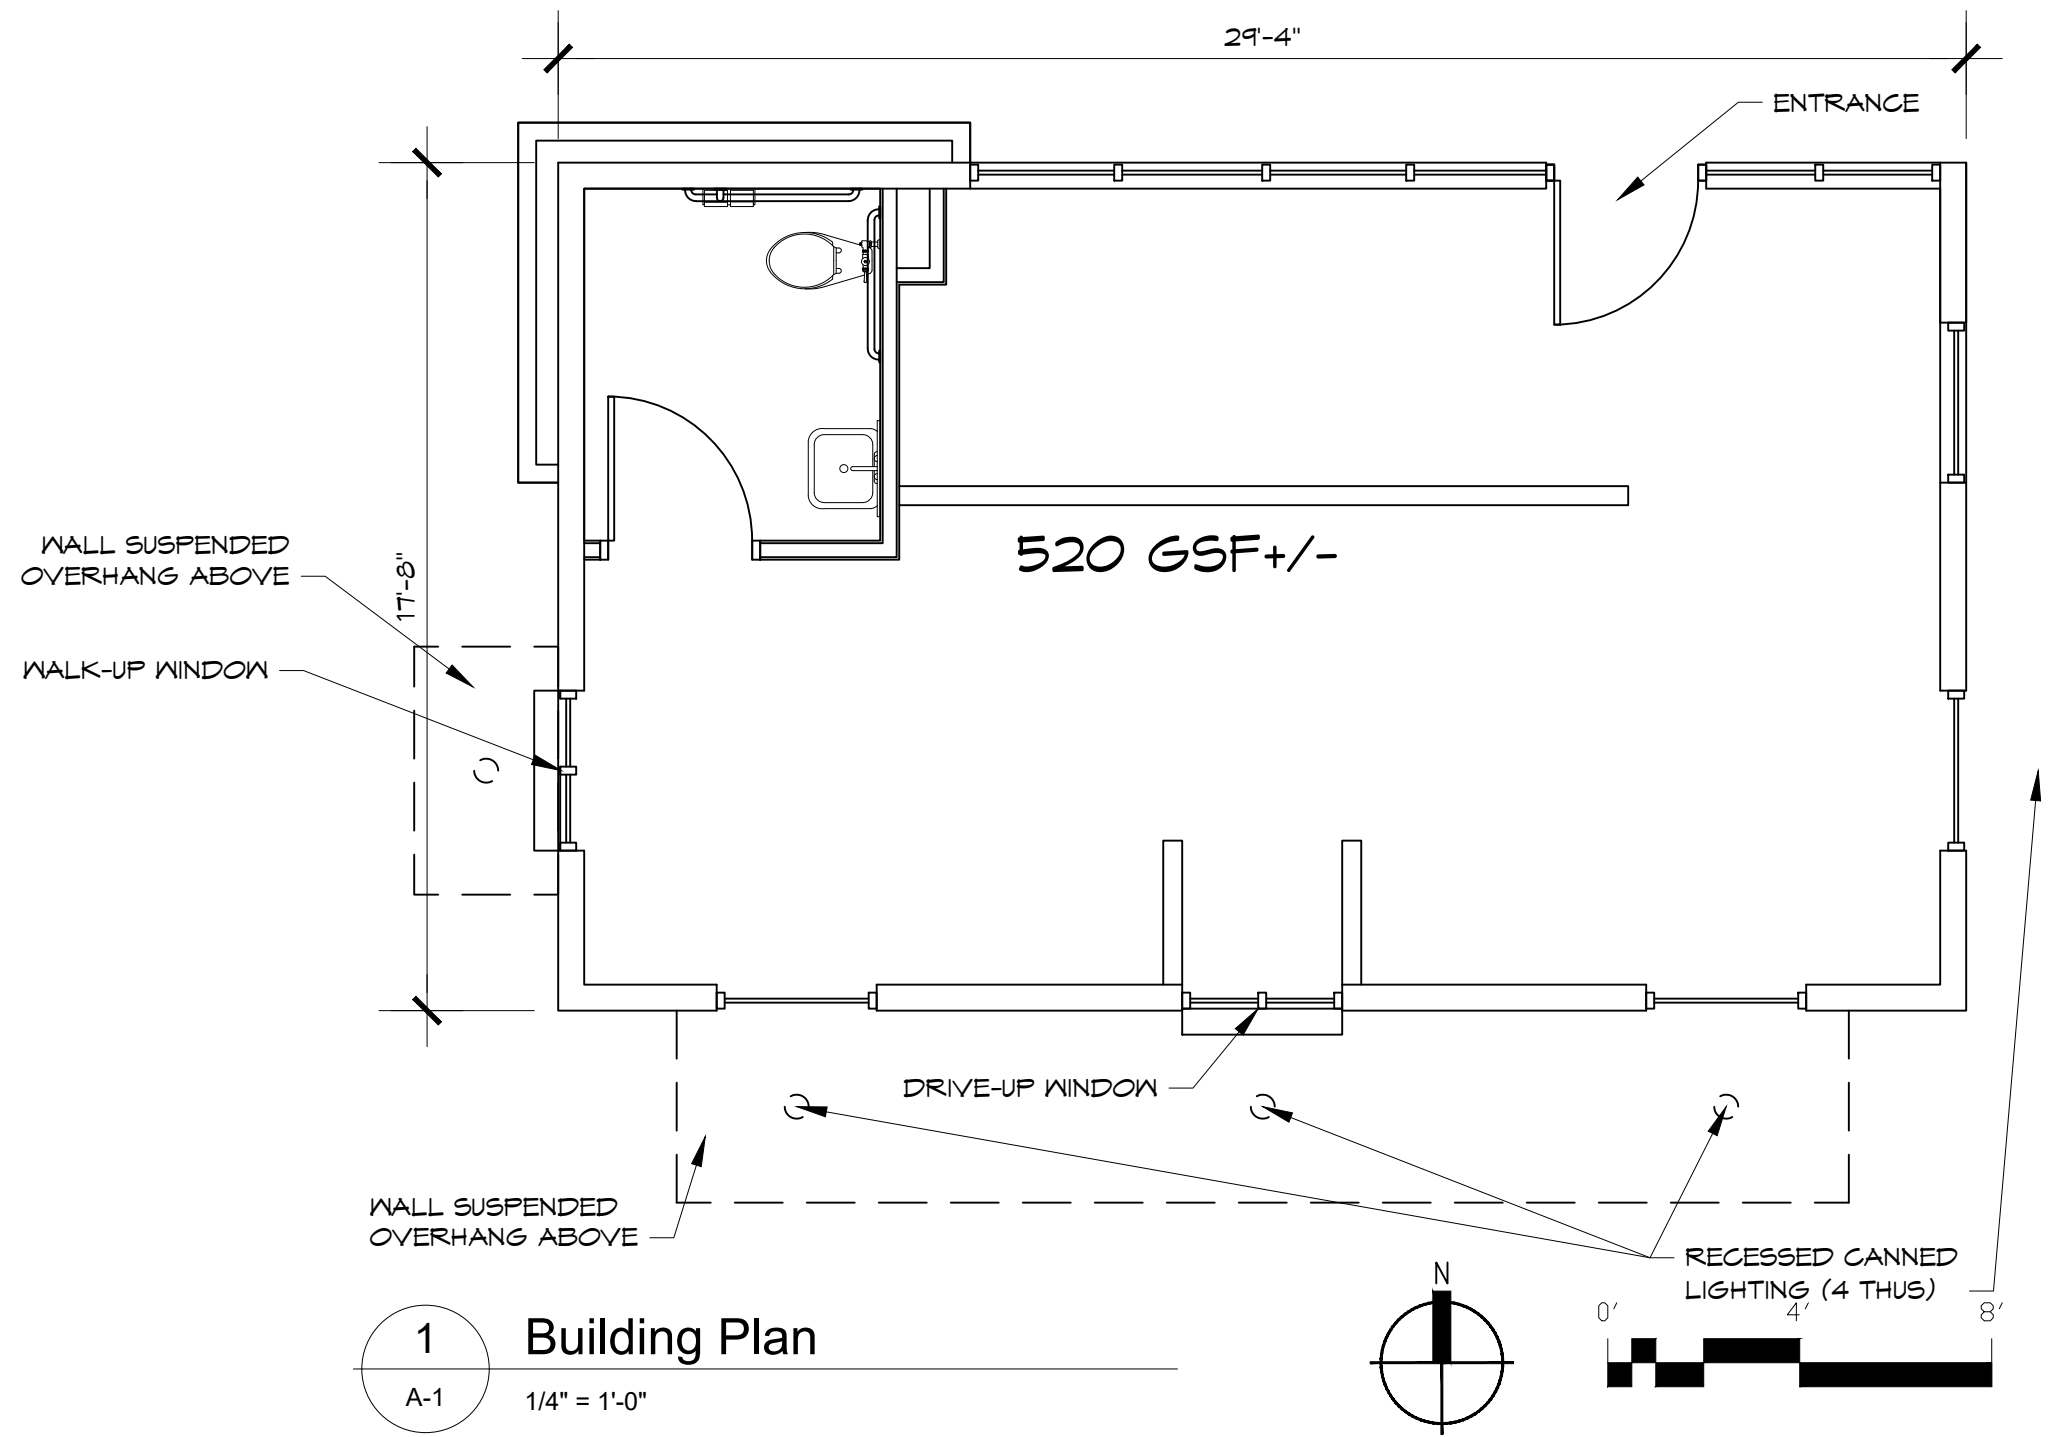 29'-4"
ENTRANCE
WALL SUSPENDED
OVERHANG ABOVE
17'-8"
520 GSF+/-
WALK-UP WINDOW
DRIVE-UP WINDOW
WALL SUSPENDED
OVERHANG ABOVE
RECESSED CANNED
LIGHTING (4 THUS)
N
0' 4' 8'
1
A-1
Building Plan
1/4" = 1'-0"